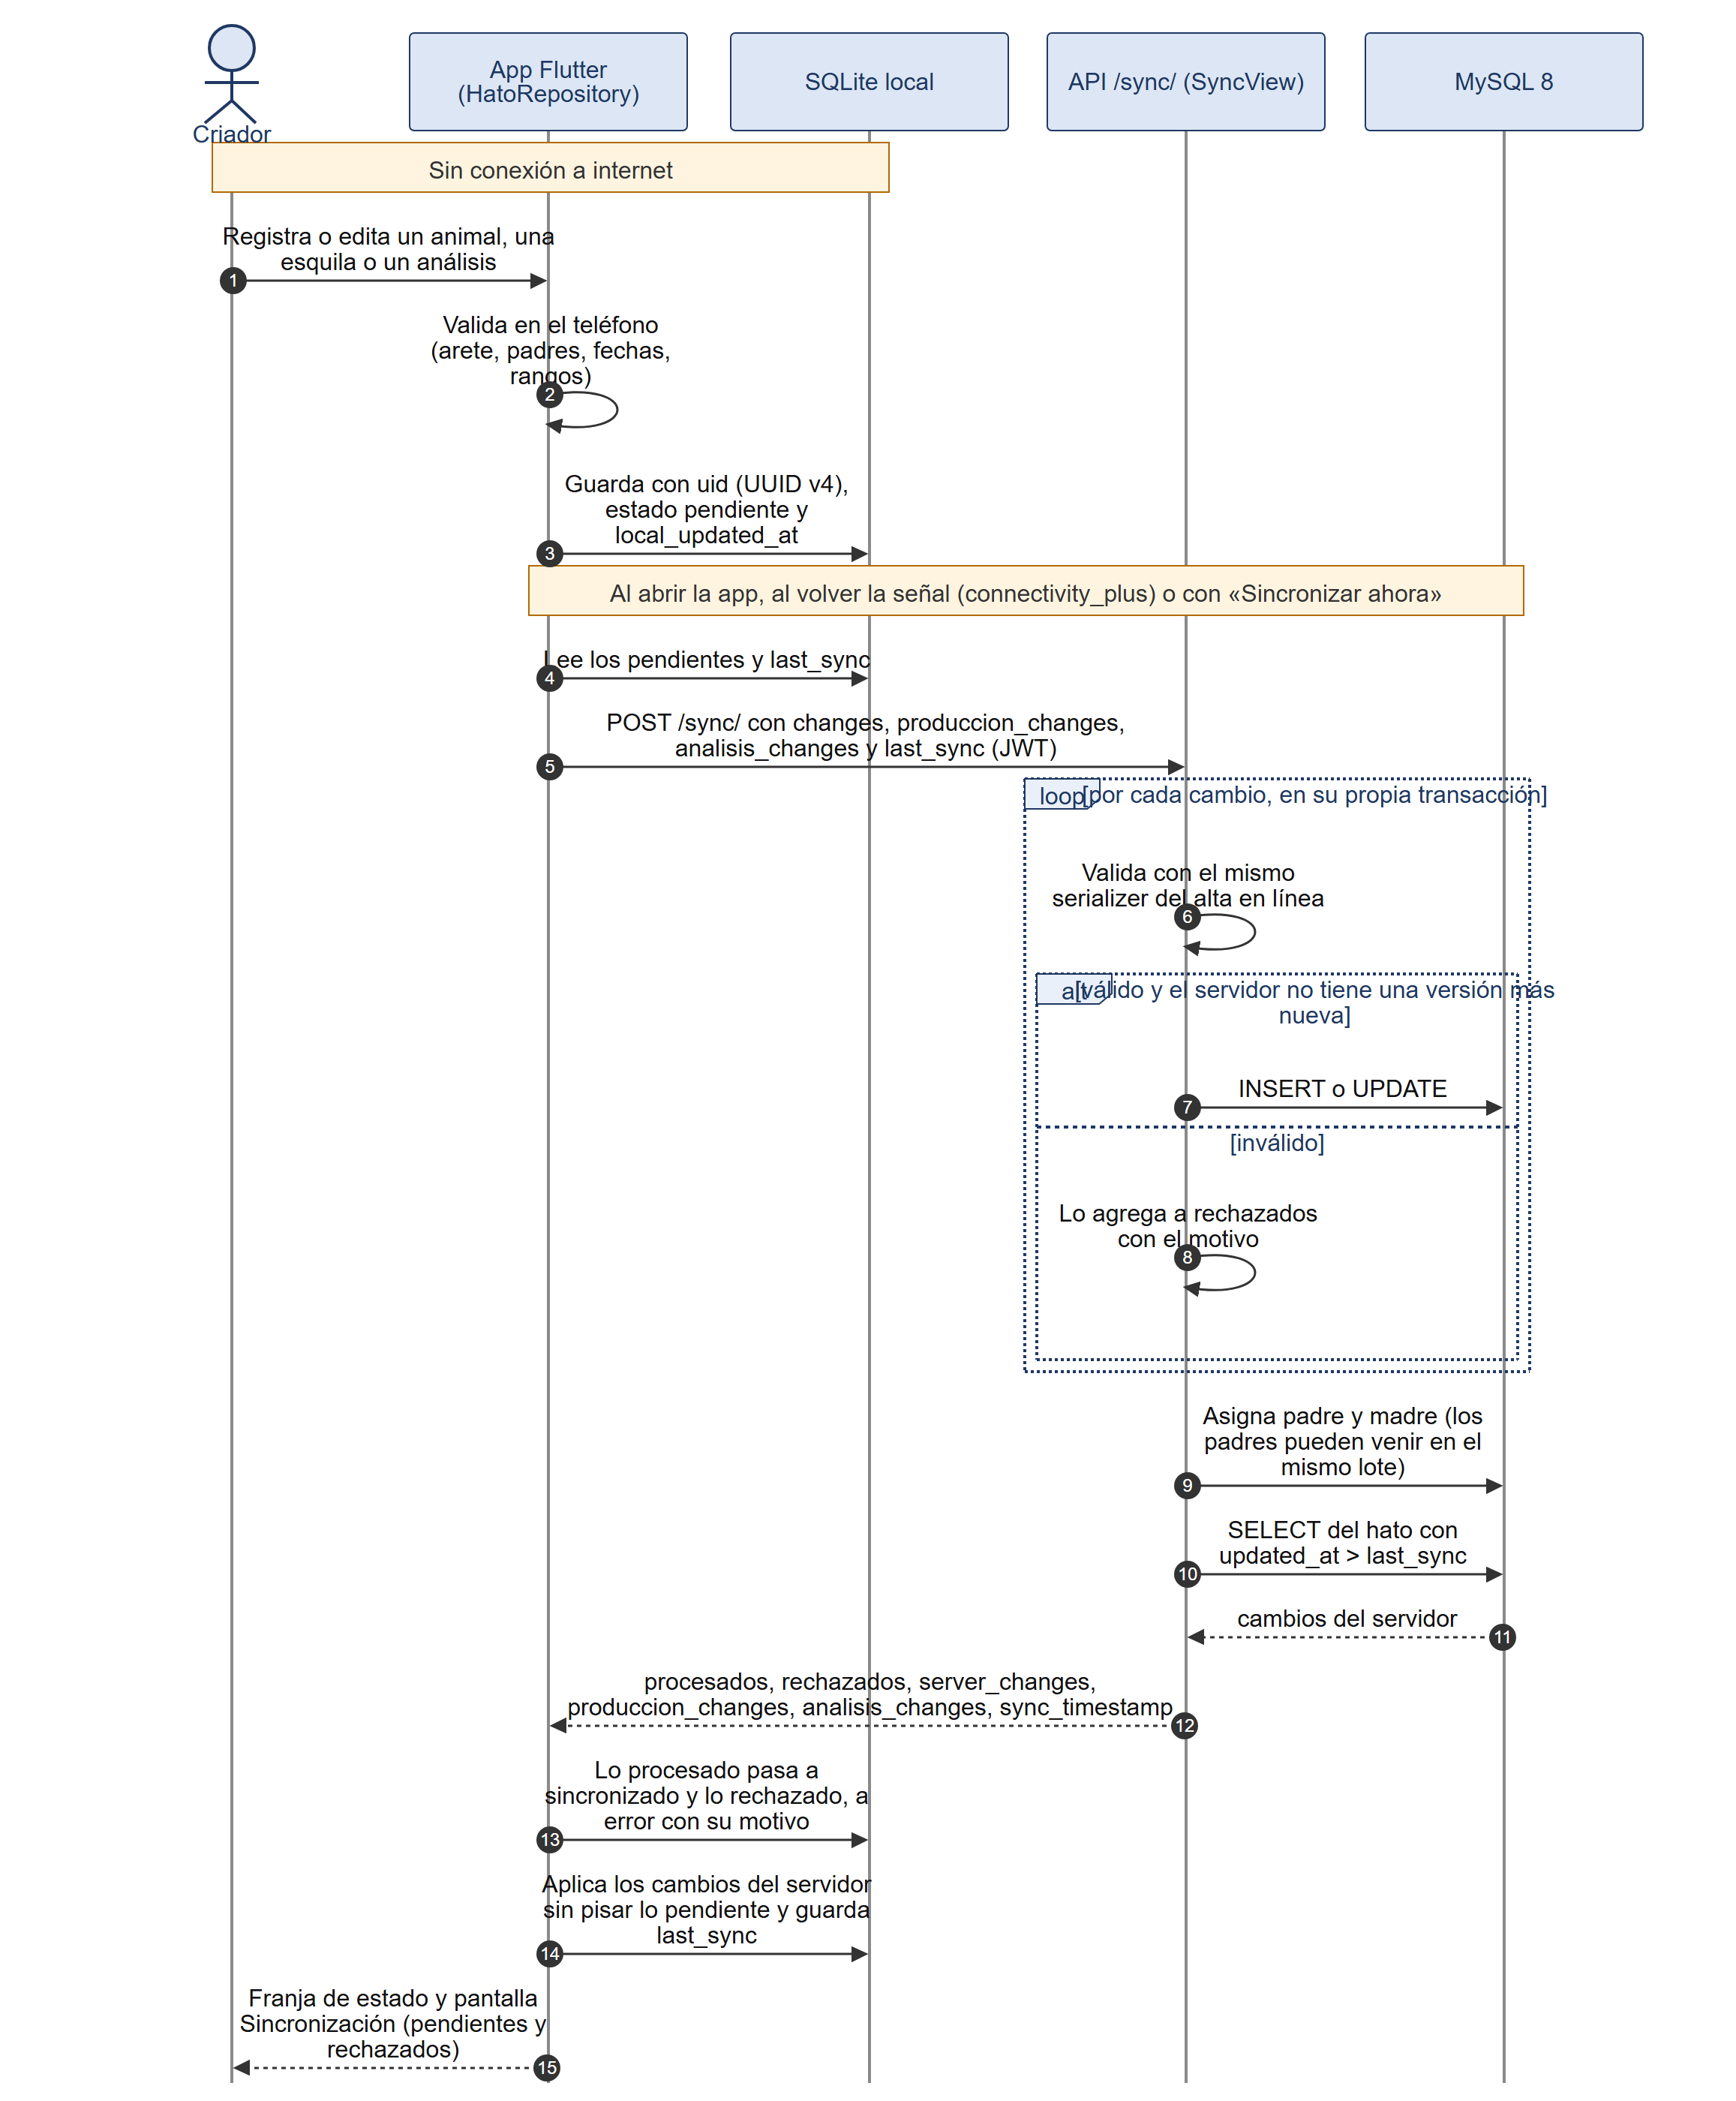 Criador
App Flutter
(HatoRepository)
SQLite local
API /sync/ (SyncView)
MySQL 8
Sin conexión a internet
Registra o edita un animal, una
esquila o un análisis
1
Valida en el teléfono
(arete, padres, fechas,
rangos)
2
Guarda con uid (UUID v4),
estado pendiente y
local_updated_at
3
Al abrir la app, al volver la señal (connectivity_plus) o con «Sincronizar ahora»
Lee los pendientes y last_sync
4
POST /sync/ con changes, produccion_changes,
analisis_changes y last_sync (JWT)
5
loop
[por cada cambio, en su propia transacción]
Valida con el mismo
serializer del alta en línea
6
alt
[válido y el servidor no tiene una versión más
nueva]
INSERT o UPDATE
7
[inválido]
Lo agrega a rechazados
con el motivo
8
Asigna padre y madre (los
padres pueden venir en el
mismo lote)
9
SELECT del hato con
updated_at > last_sync
10
cambios del servidor
11
procesados, rechazados, server_changes,
produccion_changes, analisis_changes, sync_timestamp
12
Lo procesado pasa a
sincronizado y lo rechazado, a
error con su motivo
13
Aplica los cambios del servidor
sin pisar lo pendiente y guarda
last_sync
14
Franja de estado y pantalla
Sincronización (pendientes y
rechazados)
15